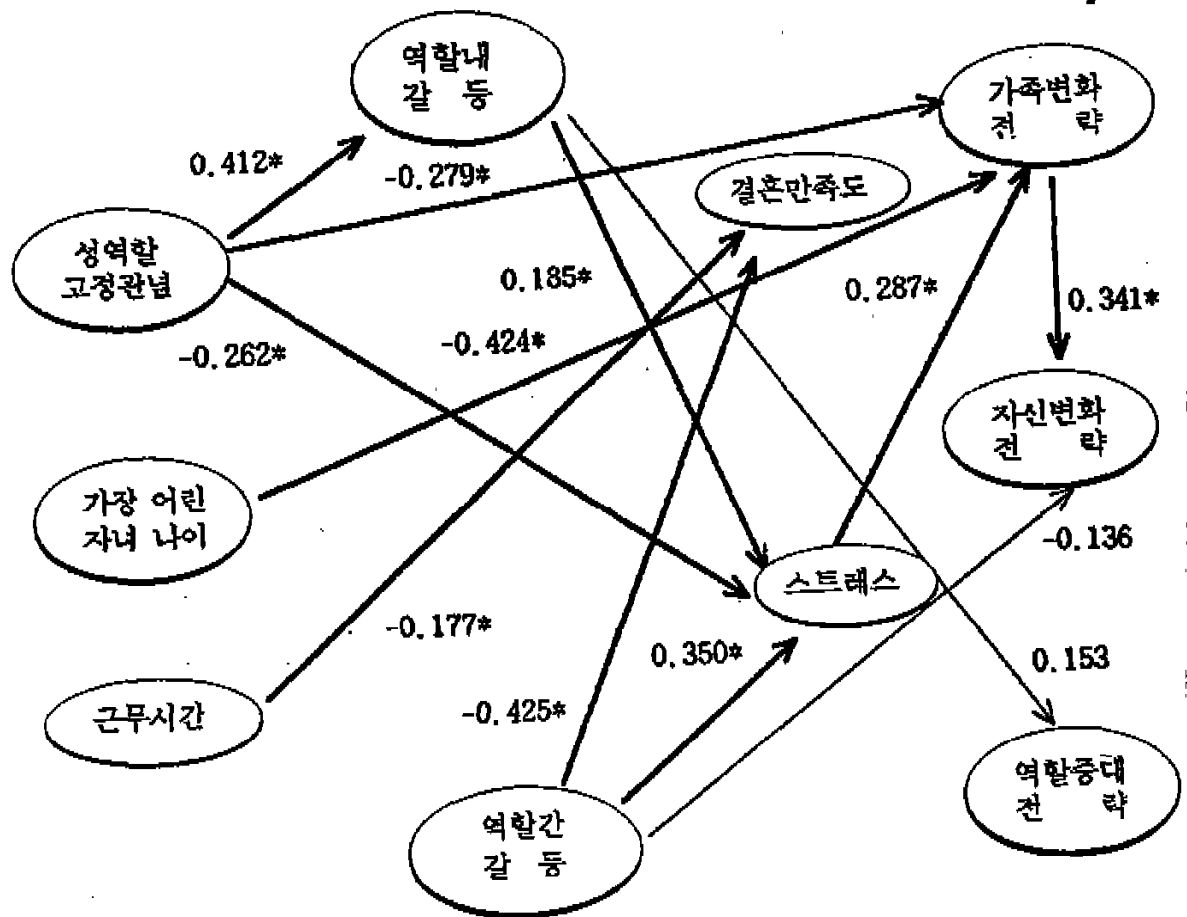 역할내
갈 등
가족변화
전 략
0.412*
-0.279*
결혼만족도
성역할
고정관념
0.185*
0.287*
0.341*
-0.262*
-0.424*
자신변화
전 략
가장 어린
자녀 나이
-0.136
스트레스
-0.177*
0.350*
0.153
근무시간
-0.425*
역할증대
전 략
역할간
갈 등